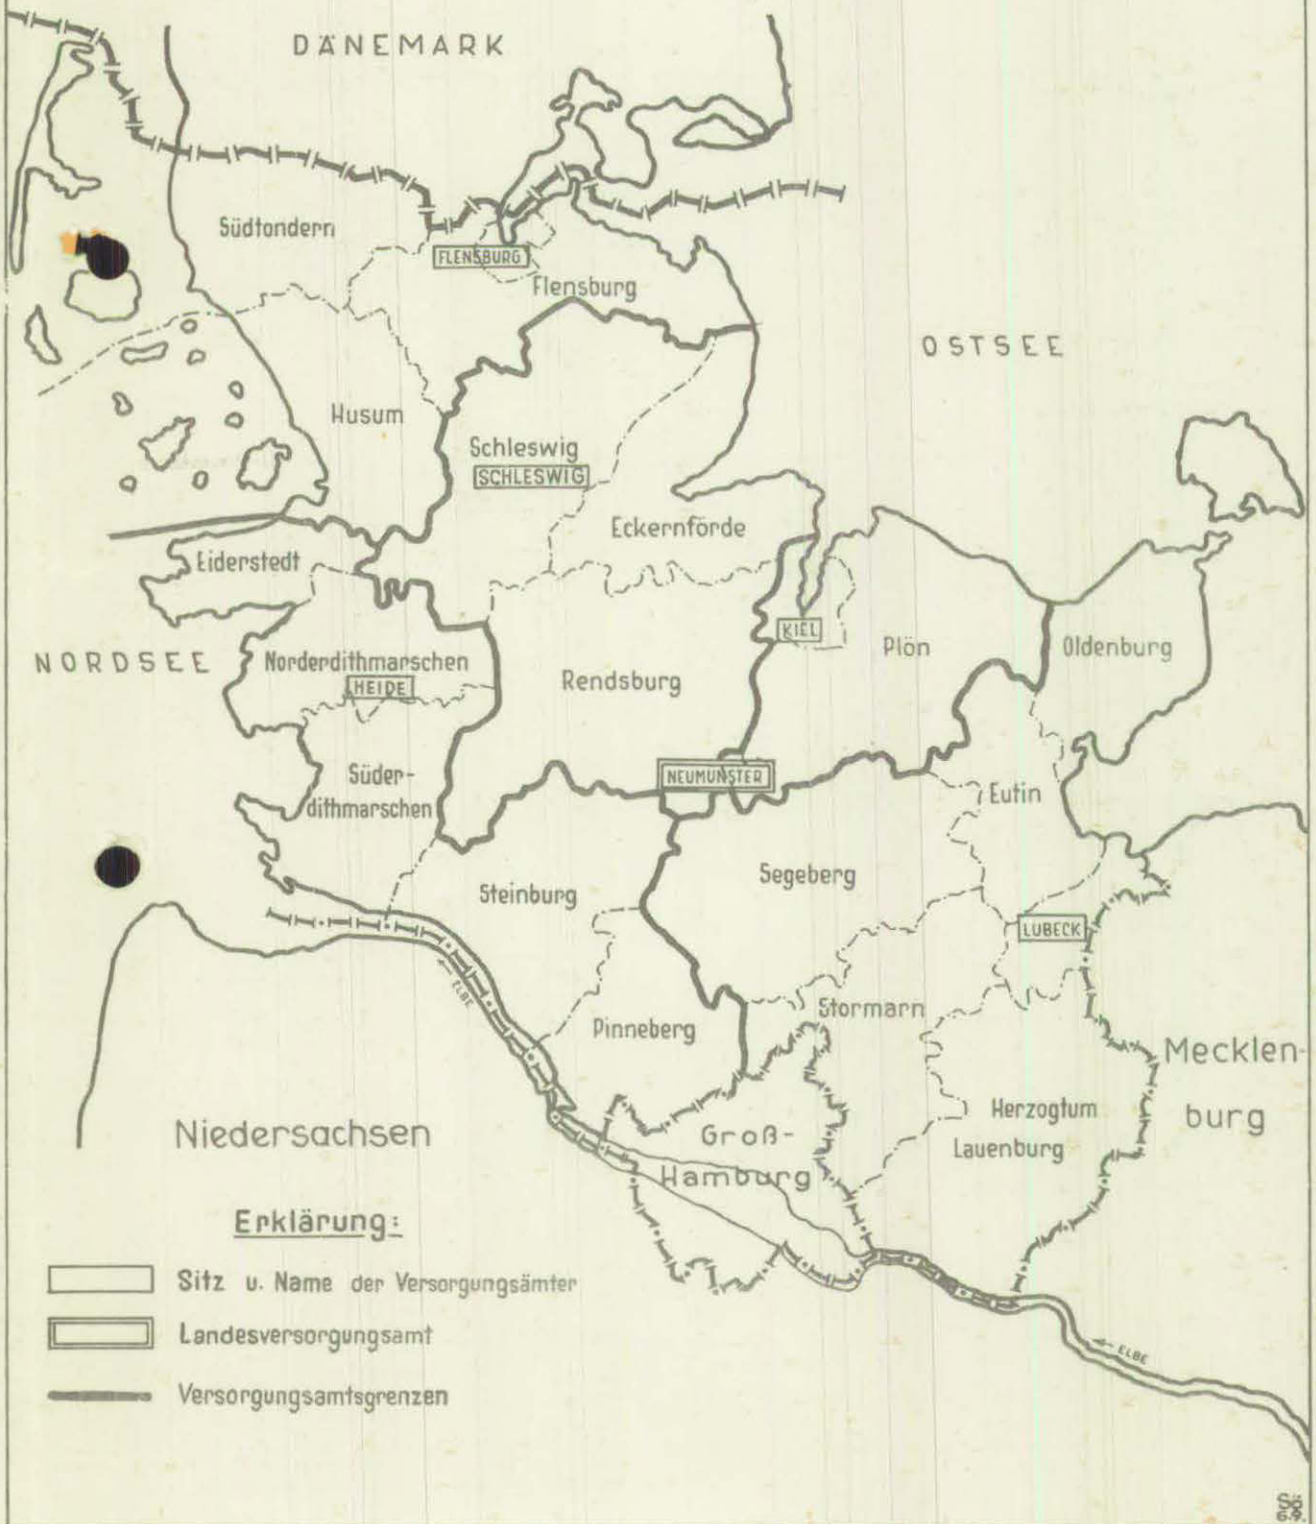 DÄNEMARK
Südtondern
FLENSBURG
Flensburg
OSTSEE
Husum
Schleswig
SCHLESWIG
Eckernförde
Eiderstedt
NORDSEE
Norderdithmarschen
HEIDE
Rendsburg
KIEL
Plön
Oldenburg
Süder-
dithmarschen
NEUMÜNSTER
Eutin
Steinburg
Segeberg
LÜBECK
ELBE
Pinneberg
Stormarn
Mecklen-
burg
Niedersachsen
Groß-
Hamburg
Herzogtum
Lauenburg
Erklärung:
Sitz u. Name der Versorgungsämter
Landesversorgungsamt
Versorgungsamtsgrenzen
ELBE